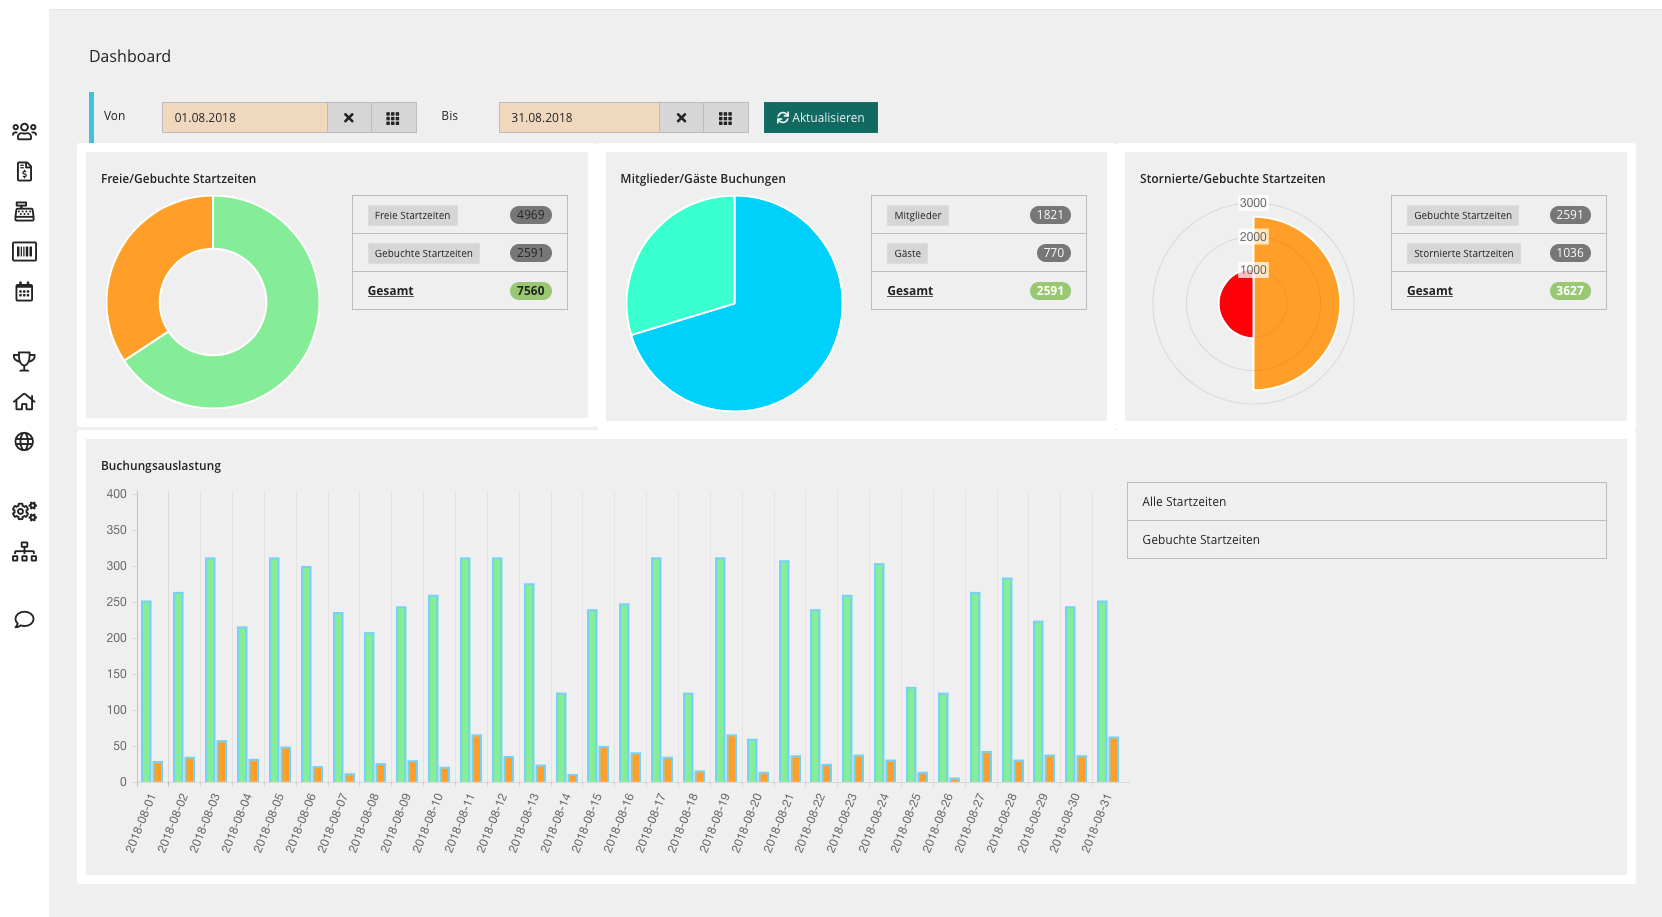 Dashboard
Von 01.08.2018 Bis 31.08.2018 Aktualisieren
Freie/Gebuchte Startzeiten
Freie Startzeiten 4969
Gebuchte Startzeiten 2591
Gesamt 7560
Mitglieder/Gäste Buchungen
Mitglieder 1821
Gäste 770
Gesamt 2591
Stornierte/Gebuchte Startzeiten
3000
2000
1000
Gebuchte Startzeiten 2591
Stornierte Startzeiten 1036
Gesamt 3627
Buchungsauslastung
400
350
300
250
200
150
100
50
0
2018-08-01
2018-08-02
2018-08-03
2018-08-04
2018-08-05
2018-08-06
2018-08-07
2018-08-08
2018-08-09
2018-08-10
2018-08-11
2018-08-12
2018-08-13
2018-08-14
2018-08-15
2018-08-16
2018-08-17
2018-08-18
2018-08-19
2018-08-20
2018-08-21
2018-08-22
2018-08-23
2018-08-24
2018-08-25
2018-08-26
2018-08-27
2018-08-28
2018-08-29
2018-08-30
2018-08-31
Alle Startzeiten
Gebuchte Startzeiten